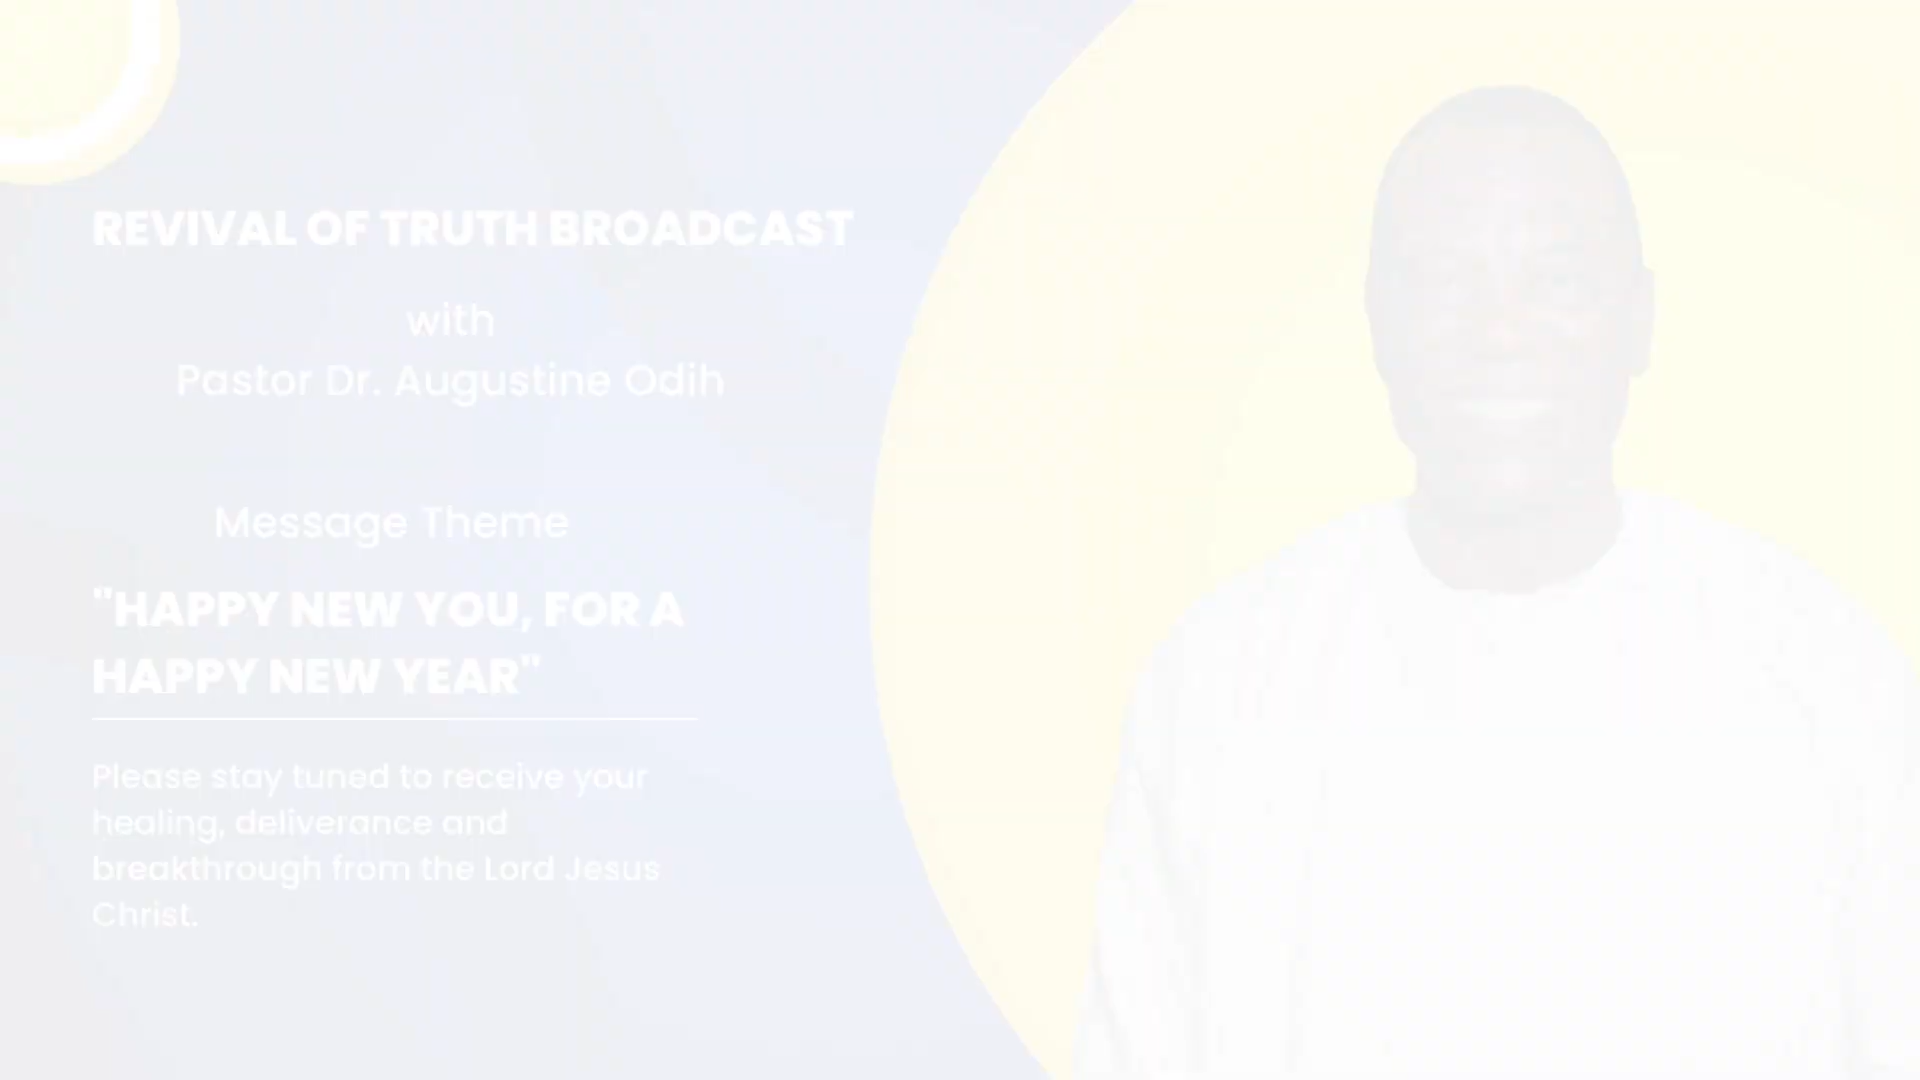 REVIVAL OF TRUTH BROADCAST
with
Pastor Dr. Augustine Odih
Message Theme
"HAPPY NEW YOU, FOR A
HAPPY NEW YEAR"
Please stay tuned to receive your
healing, deliverance and
breakthrough from the Lord Jesus
Christ.